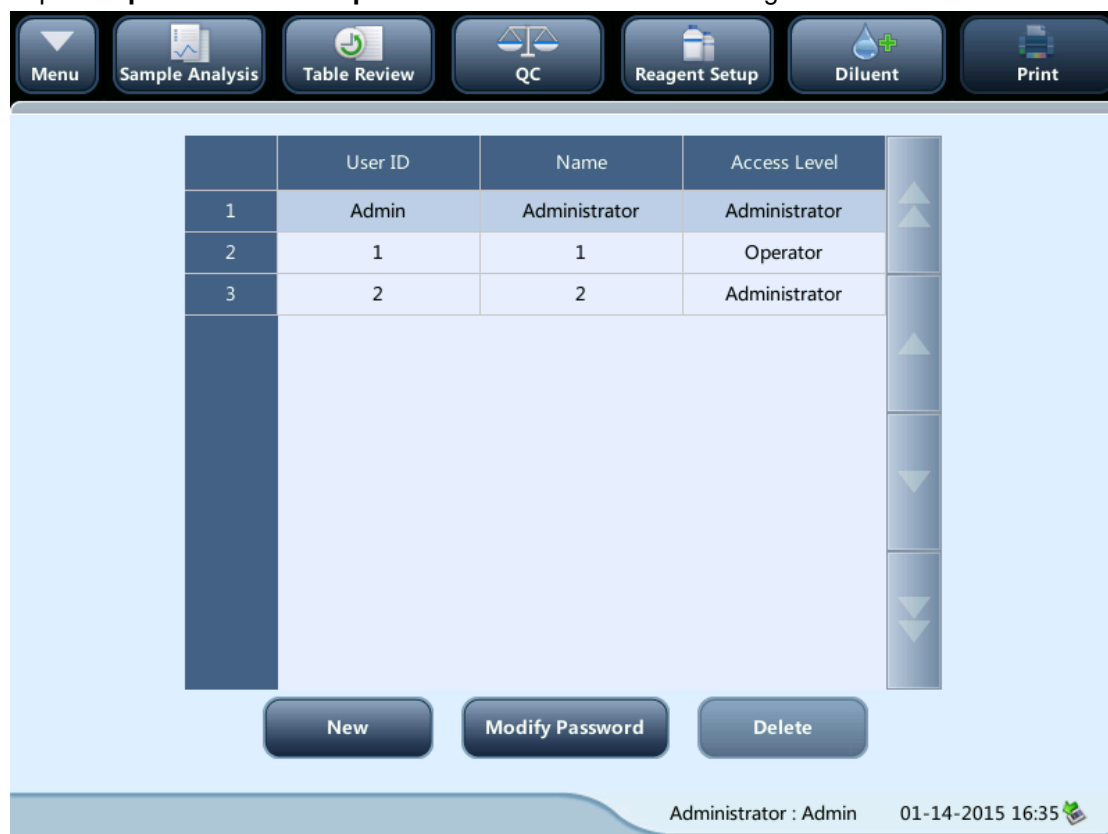 Menu Sample Analysis Table Review QC Reagent Setup Diluent Print
User ID Name Access Level
1 Admin Administrator Administrator
2 1 1 Operator
3 2 2 Administrator
New Modify Password Delete
Administrator : Admin 01-14-2015 16:35